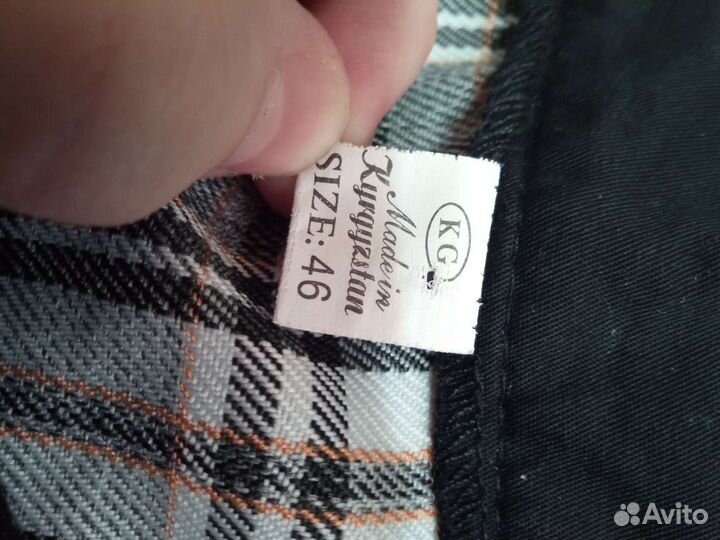 KG
Made in
Kyrgyzstan
SIZE: 46
Avito